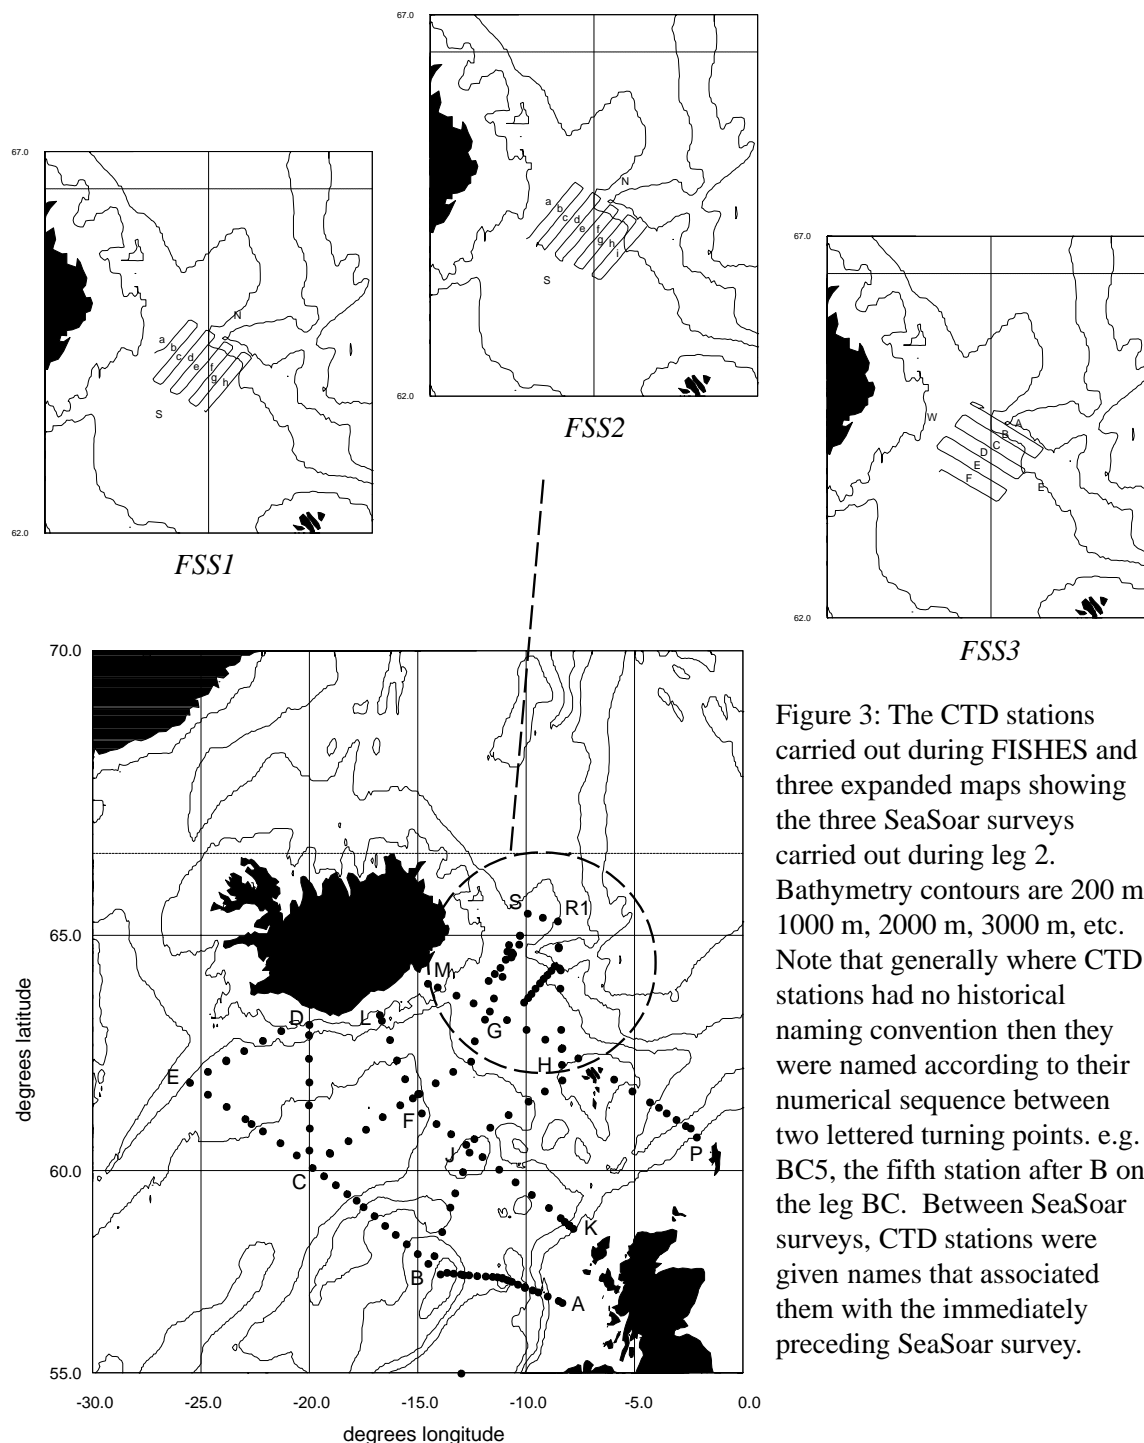 67.0
N
a
b
c
d
e
f
g
h
i
S
62.0
FSS2
67.0
N
a
b
c
d
e
f
g
h
S
62.0
FSS1
67.0
W
A
B
C
D
E
F
E
62.0
FSS3
70.0
65.0
60.0
55.0
degrees latitude
S
R1
M
L
D
G
E
H
F
J
P
C
K
B
A
-30.0
-25.0
-20.0
-15.0
-10.0
-5.0
0.0
degrees longitude
Figure 3: The CTD stations
carried out during FISHES and
three expanded maps showing
the three SeaSoar surveys
carried out during leg 2.
Bathymetry contours are 200 m
1000 m, 2000 m, 3000 m, etc.
Note that generally where CTD
stations had no historical
naming convention then they
were named according to their
numerical sequence between
two lettered turning points. e.g.
BC5, the fifth station after B on
the leg BC. Between SeaSoar
surveys, CTD stations were
given names that associated
them with the immediately
preceding SeaSoar survey.